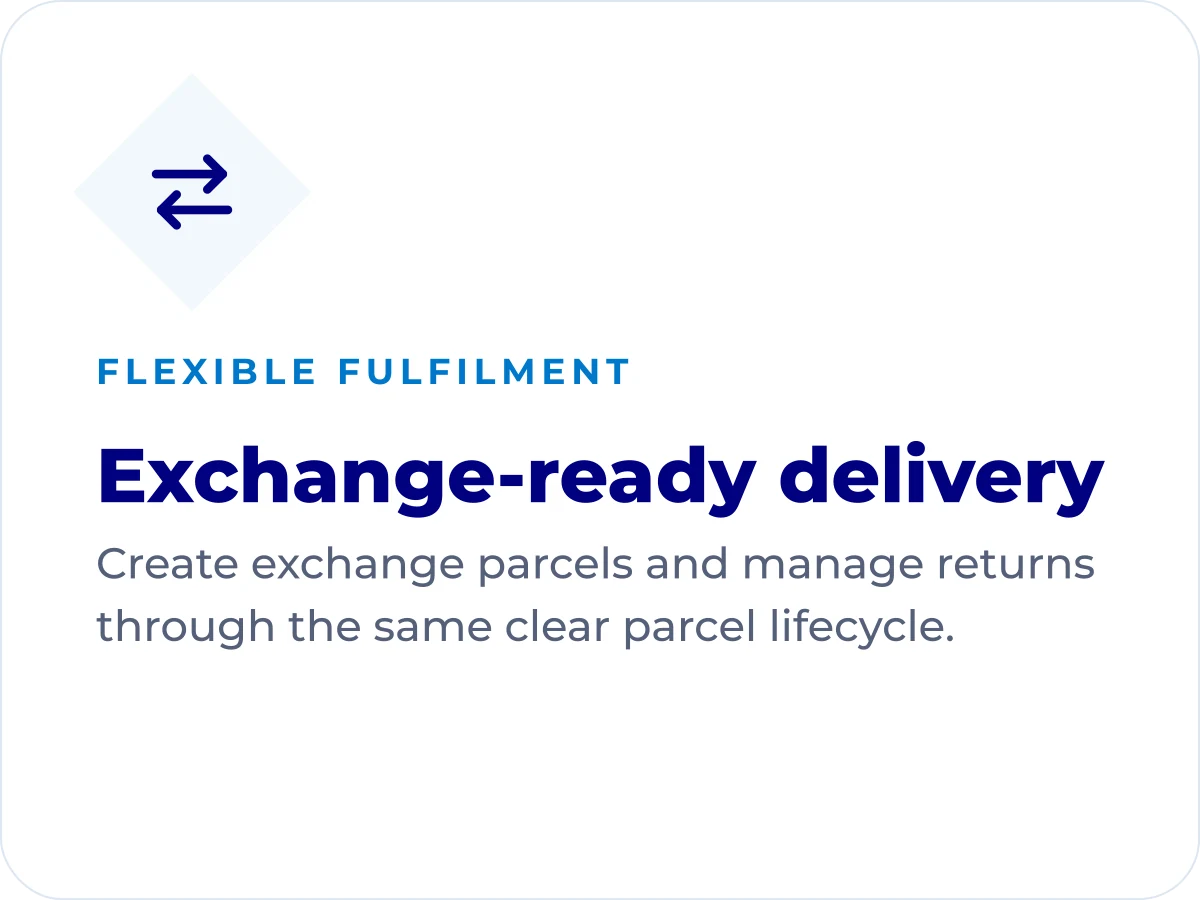 FLEXIBLE FULFILMENT
Exchange-ready delivery
Create exchange parcels and manage returns
through the same clear parcel lifecycle.